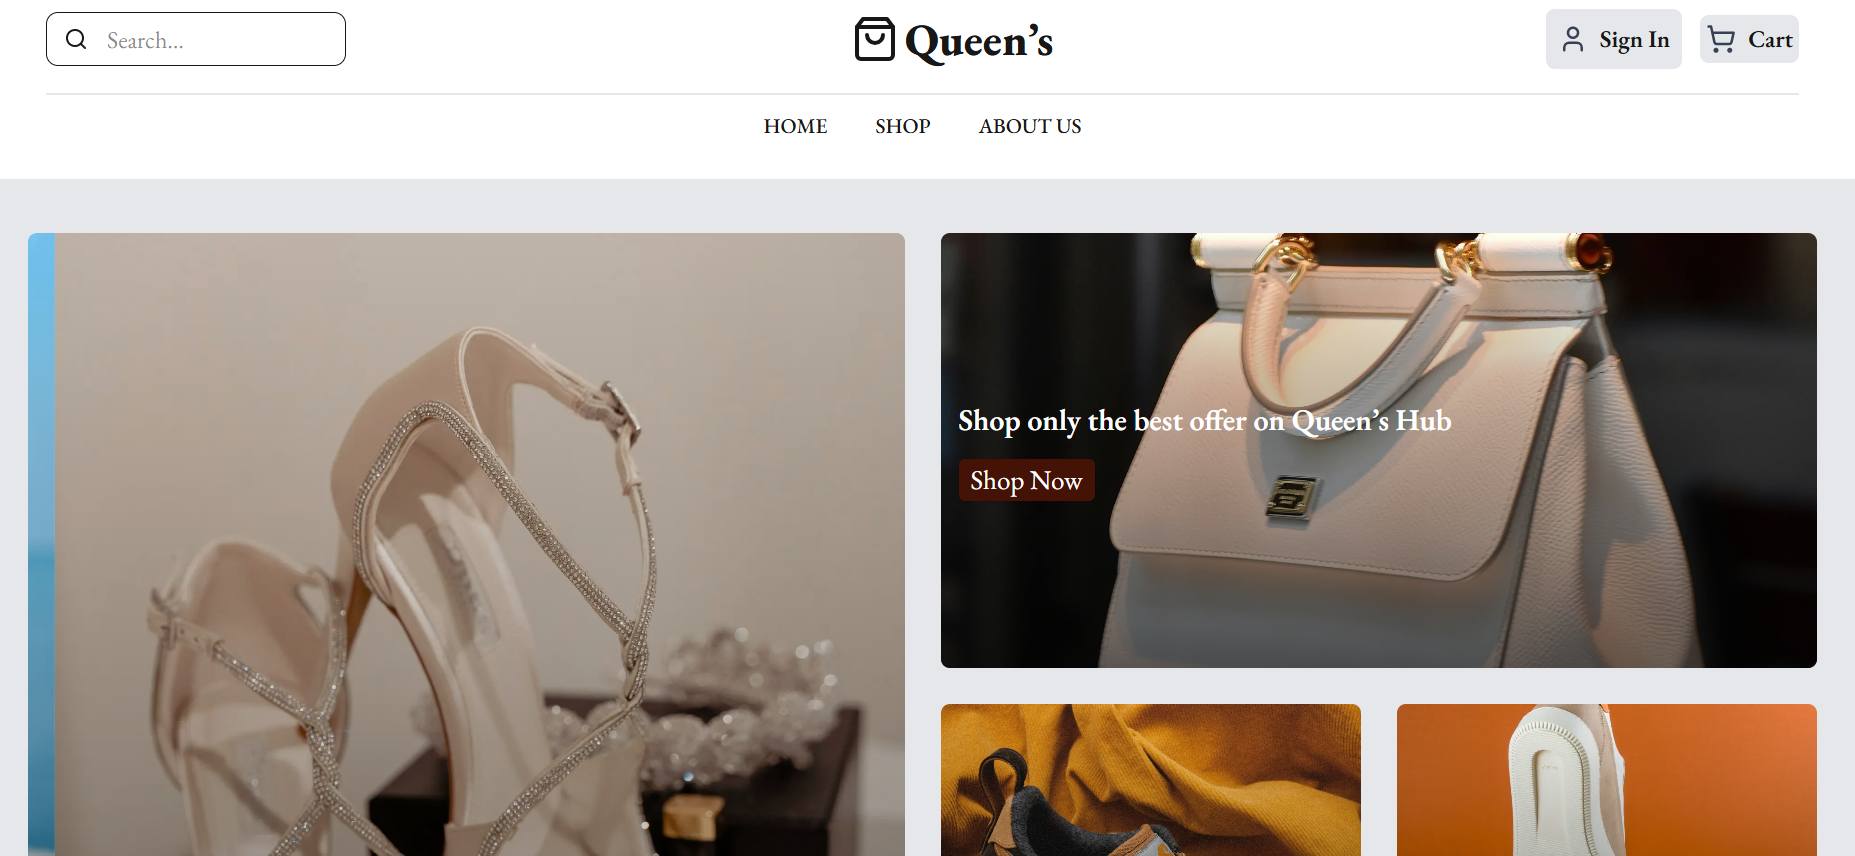 Search...
Queen’s
Sign In
Cart
HOME
SHOP
ABOUT US
Shop only the best offer on Queen’s Hub
Shop Now